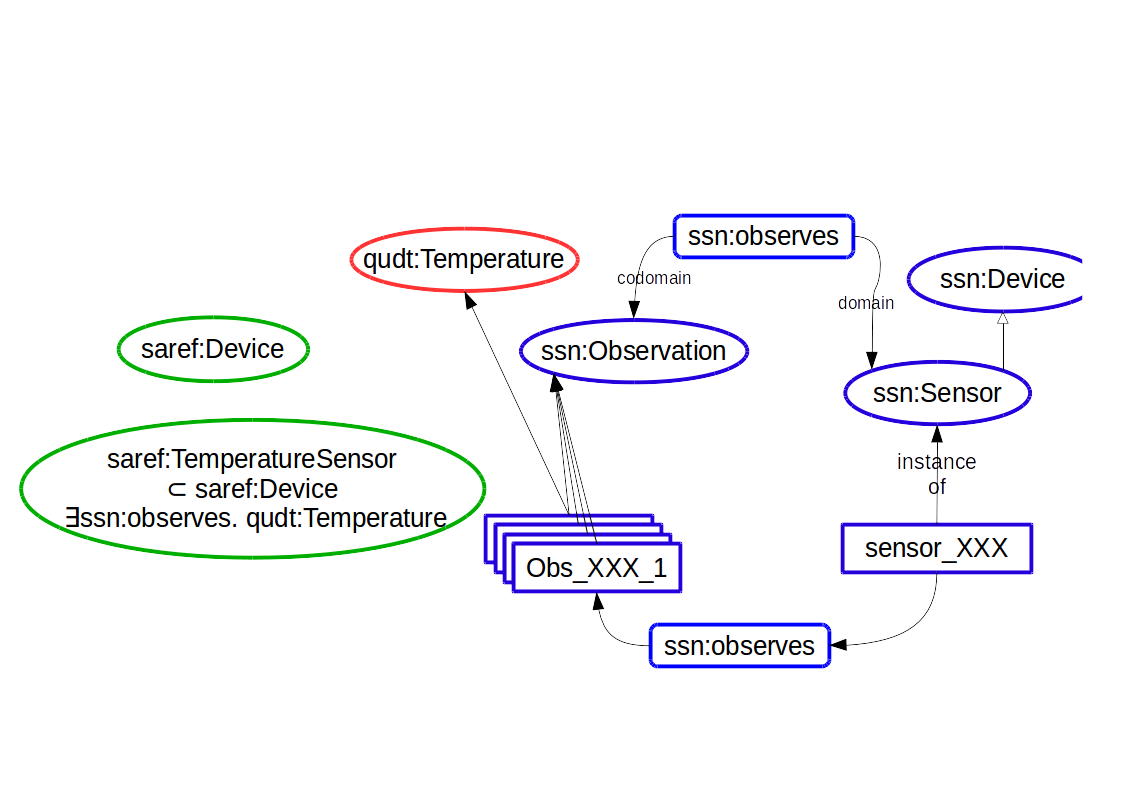 ssn:observes
qudt:Temperature
codomain
ssn:Device
domain
saref:Device
ssn:Observation
ssn:Sensor
saref:TemperatureSensor
⊂ saref:Device
∃ssn:observes. qudt:Temperature
instance
of
Obs_XXX_1
sensor_XXX
ssn:observes